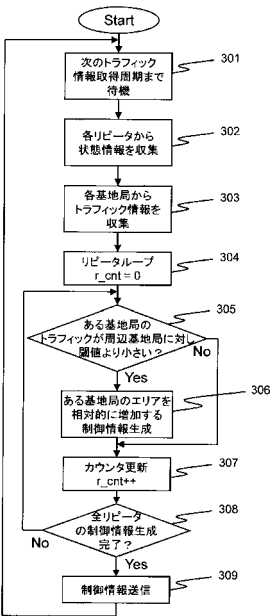 Start
次のトラフィック
情報取得周期まで
待機
301
各リピータから
状態情報を収集
302
各基地局から
トラフィック情報を
収集
303
リピータループ
r_cnt = 0
304
ある基地局の
トラフィックが周辺基地局に対し
閾値より小さい？
305
No
Yes
ある基地局のエリアを
相対的に増加する
制御情報生成
306
カウンタ更新
r_cnt++
307
全リピータ
の制御情報生成
完了？
308
No
Yes
制御情報送信
309